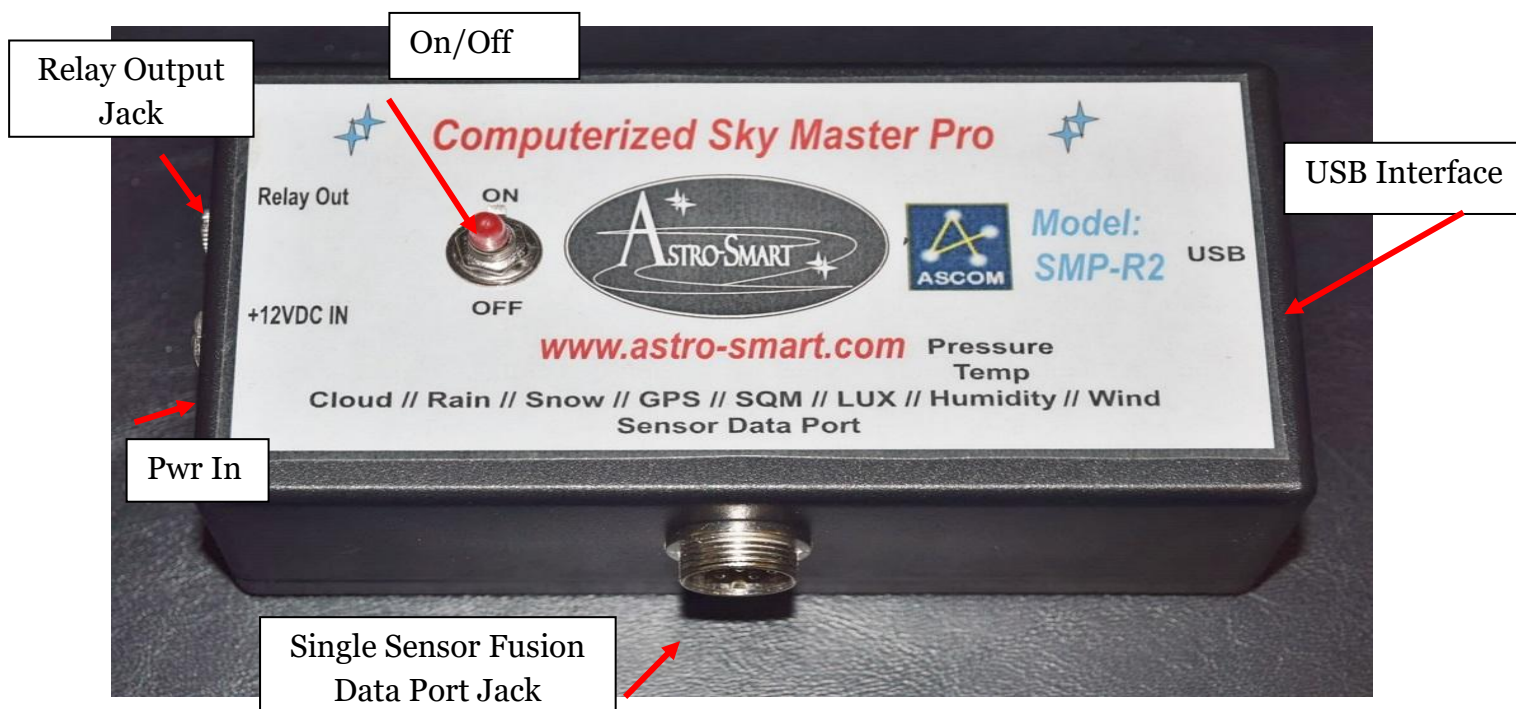 On/Off
Relay Output
Jack
Computerized Sky Master Pro
USB Interface
Relay Out
ON
ASTRO-SMART
ASCOM
Model:
SMP-R2
USB
+12VDC IN
OFF
www.astro-smart.com
Pressure
Temp
Cloud // Rain // Snow // GPS // SQM // LUX // Humidity // Wind
Sensor Data Port
Pwr In
Single Sensor Fusion
Data Port Jack